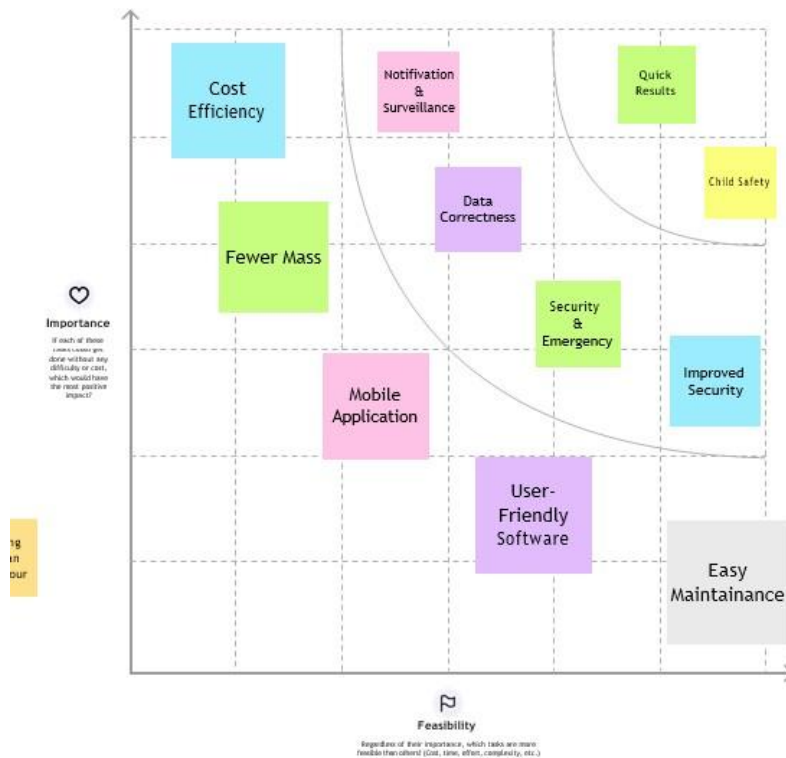 Cost
Efficiency
Notifivation
&
Surveillance
Quick
Results
Child Safety
Data
Correctness
Fewer Mass
Security
&
Emergency
Improved
Security
Mobile
Application
User-
Friendly
Software
Easy
Maintainance
Importance
If each of these
get
done without any
difficulty or cost,
which would have
the most positive
impact?
Feasibility
Regardless of their importance, which tasks are more
feasible than others? (Cost, time, effort, complexity, etc.)
ng
an
our